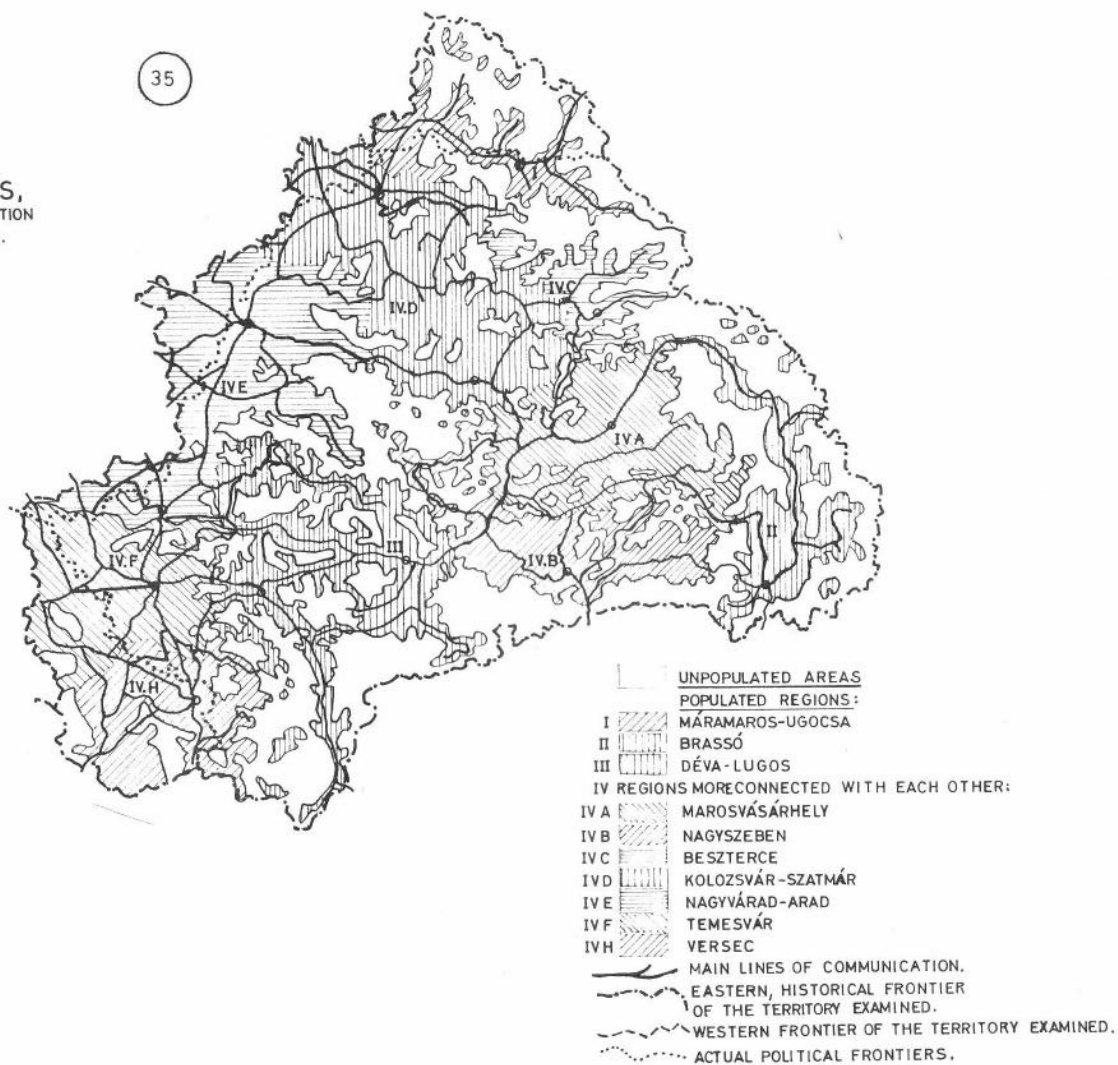 35
S,
TION
.
IV.D
IV.C
IV E
IV A
III
II
IV.F
IV.B
IV.H
UNPOPULATED AREAS
POPULATED REGIONS:
I MÁRAMAROS-UGOCSA
II BRASSÓ
III DÉVA-LUGOS
IV REGIONS MORE CONNECTED WITH EACH OTHER:
IV A MAROSVÁSÁRHELY
IV B NAGYSZEBEN
IV C BESZTERCE
IV D KOLOZSVÁR-SZATMÁR
IV E NAGYVÁRAD-ARAD
IV F TEMESVÁR
IV H VERSEC
MAIN LINES OF COMMUNICATION.
EASTERN, HISTORICAL FRONTIER
OF THE TERRITORY EXAMINED.
WESTERN FRONTIER OF THE TERRITORY EXAMINED.
ACTUAL POLITICAL FRONTIERS.